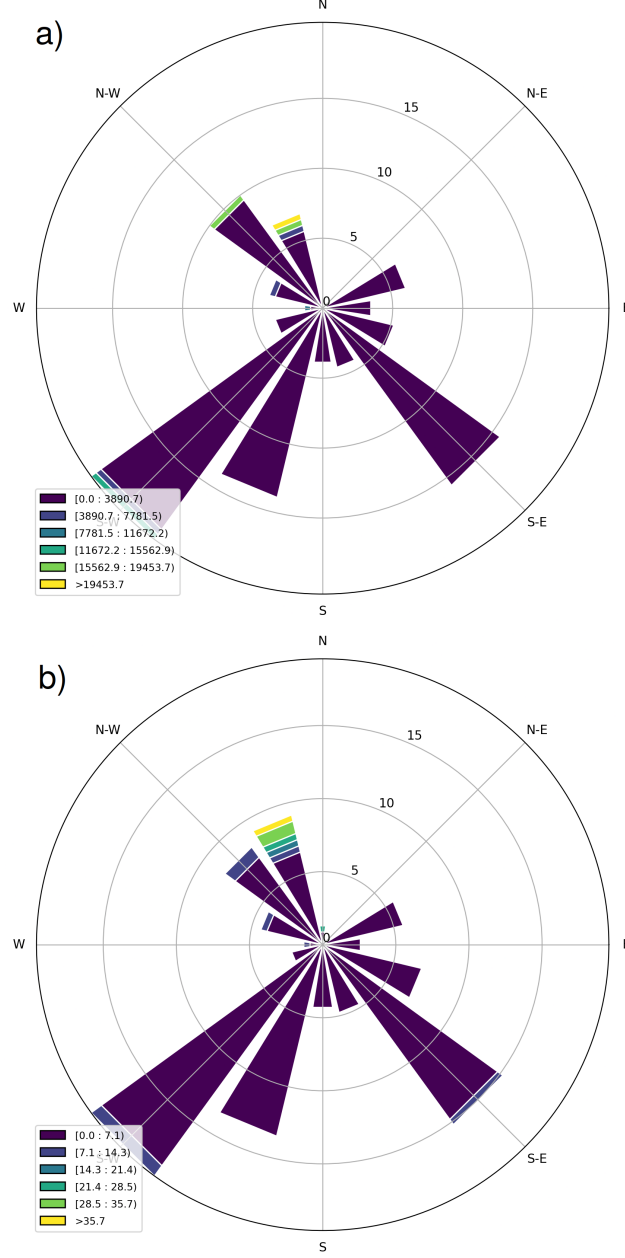 N
a)
N-W
N-E
15
10
5
0
W
E
[0.0 : 3890.7)
[3890.7 : 7781.5)
S-W
S-E
[7781.5 : 11672.2)
[11672.2 : 15562.9)
[15562.9 : 19453.7)
>19453.7
S
N
b)
N-W
N-E
15
10
5
0
W
E
[0.0 : 7.1)
[7.1 : 14.3)
S-W
S-E
[14.3 : 21.4)
[21.4 : 28.5)
[28.5 : 35.7)
>35.7
S